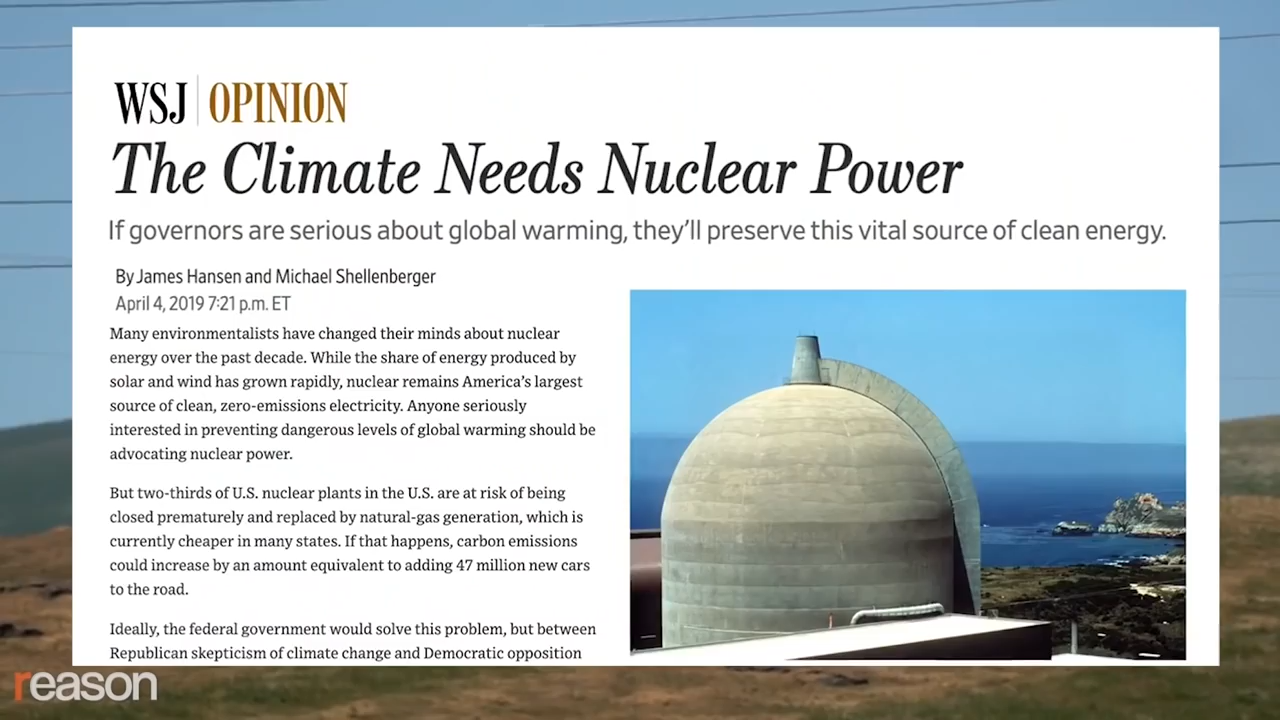 WSJ OPINION
The Climate Needs Nuclear Power
If governors are serious about global warming, they'll preserve this vital source of clean energy.
By James Hansen and Michael Shellenberger
April 4, 2019 7:21 p.m. ET
Many environmentalists have changed their minds about nuclear
energy over the past decade. While the share of energy produced by
solar and wind has grown rapidly, nuclear remains America's largest
source of clean, zero-emissions electricity. Anyone seriously
interested in preventing dangerous levels of global warming should be
advocating nuclear power.
But two-thirds of U.S. nuclear plants in the U.S. are at risk of being
closed prematurely and replaced by natural-gas generation, which is
currently cheaper in many states. If that happens, carbon emissions
could increase by an amount equivalent to adding 47 million new cars
to the road.
Ideally, the federal government would solve this problem, but between
Republican skepticism of climate change and Democratic opposition
reason